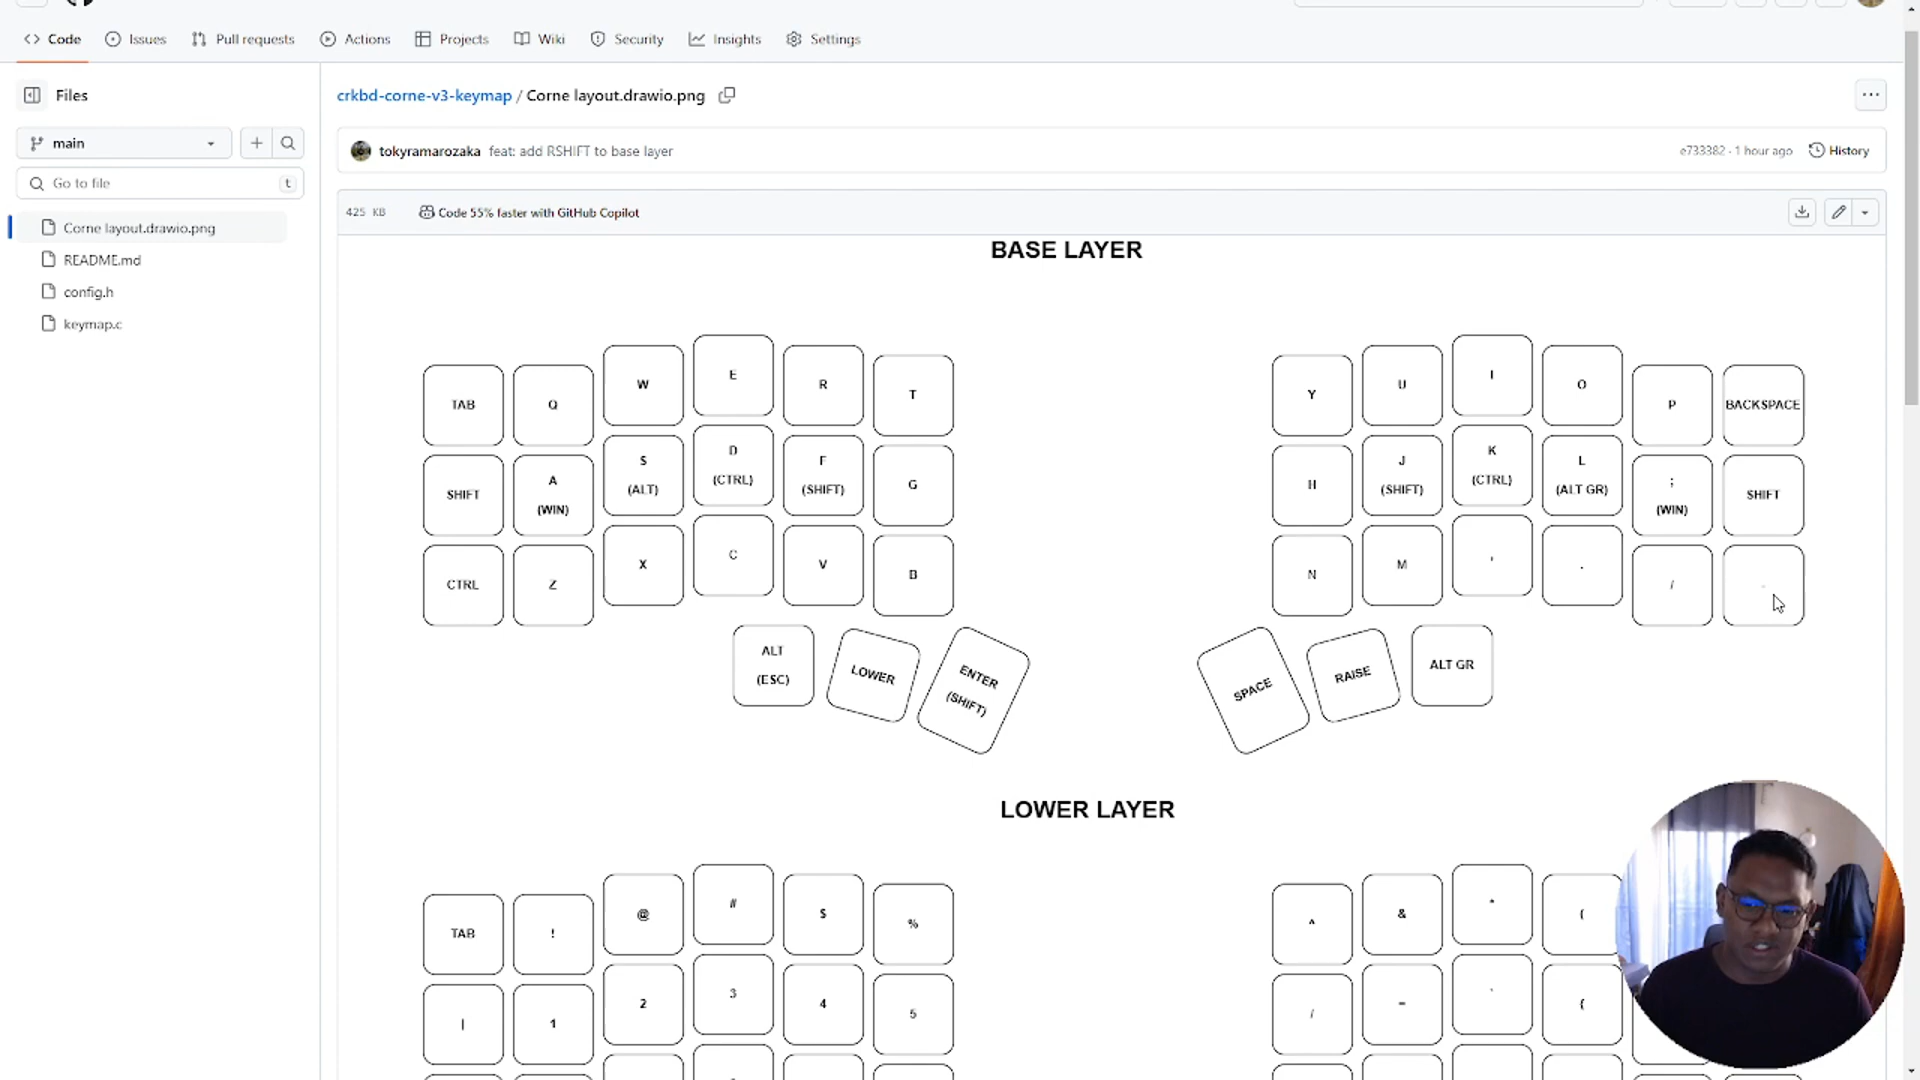 Code Issues Pull requests Actions Projects Wiki Security Insights Settings
Files
crkbd-corne-v3-keymap / Corne layout.drawio.png
main
tokyramarozaka feat: add RSHIFT to base layer e733382 · 1 hour ago History
Go to file t
425 KB Code 55% faster with GitHub Copilot
Corne layout.drawio.png
README.md
config.h
keymap.c
BASE LAYER
TAB Q W E R T Y U I O P BACKSPACE
SHIFT A (WIN) S (ALT) D (CTRL) F (SHIFT) G H J (SHIFT) K (CTRL) L (ALT GR) ; (WIN) SHIFT
CTRL Z X C V B N M , . /
ALT (ESC) LOWER ENTER (SHIFT) SPACE RAISE ALT GR
LOWER LAYER
TAB ! @ # $ % ^ & * (
| 1 2 3 4 5 / ` {